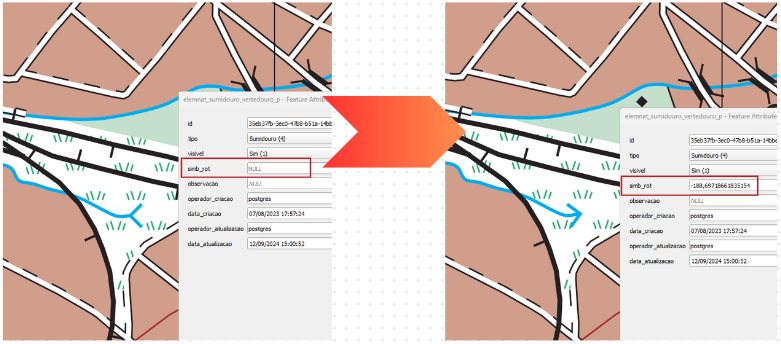 elemnat_sumidouro_vertedouro_p - Feature Attribu
id 35eb37fb-3ec0-47b8-b51a-14bb
tipo Sumidouro (4)
visivel Sim (1)
simb_rot NULL
observacao NULL
operador_criacao postgres
data_criacao 07/08/2023 17:57:24
operador_atualizacao postgres
data_atualizacao 12/09/2024 15:00:52
elemnat_sumidouro_vertedouro_p - Feature Attribute
id 35eb37fb-3ec0-47b8-b51a-14bb
tipo Sumidouro (4)
visivel Sim (1)
simb_rot -188,69718661835154
observacao NULL
operador_criacao postgres
data_criacao 07/08/2023 17:57:24
operador_atualizacao postgres
data_atualizacao 12/09/2024 15:00:52